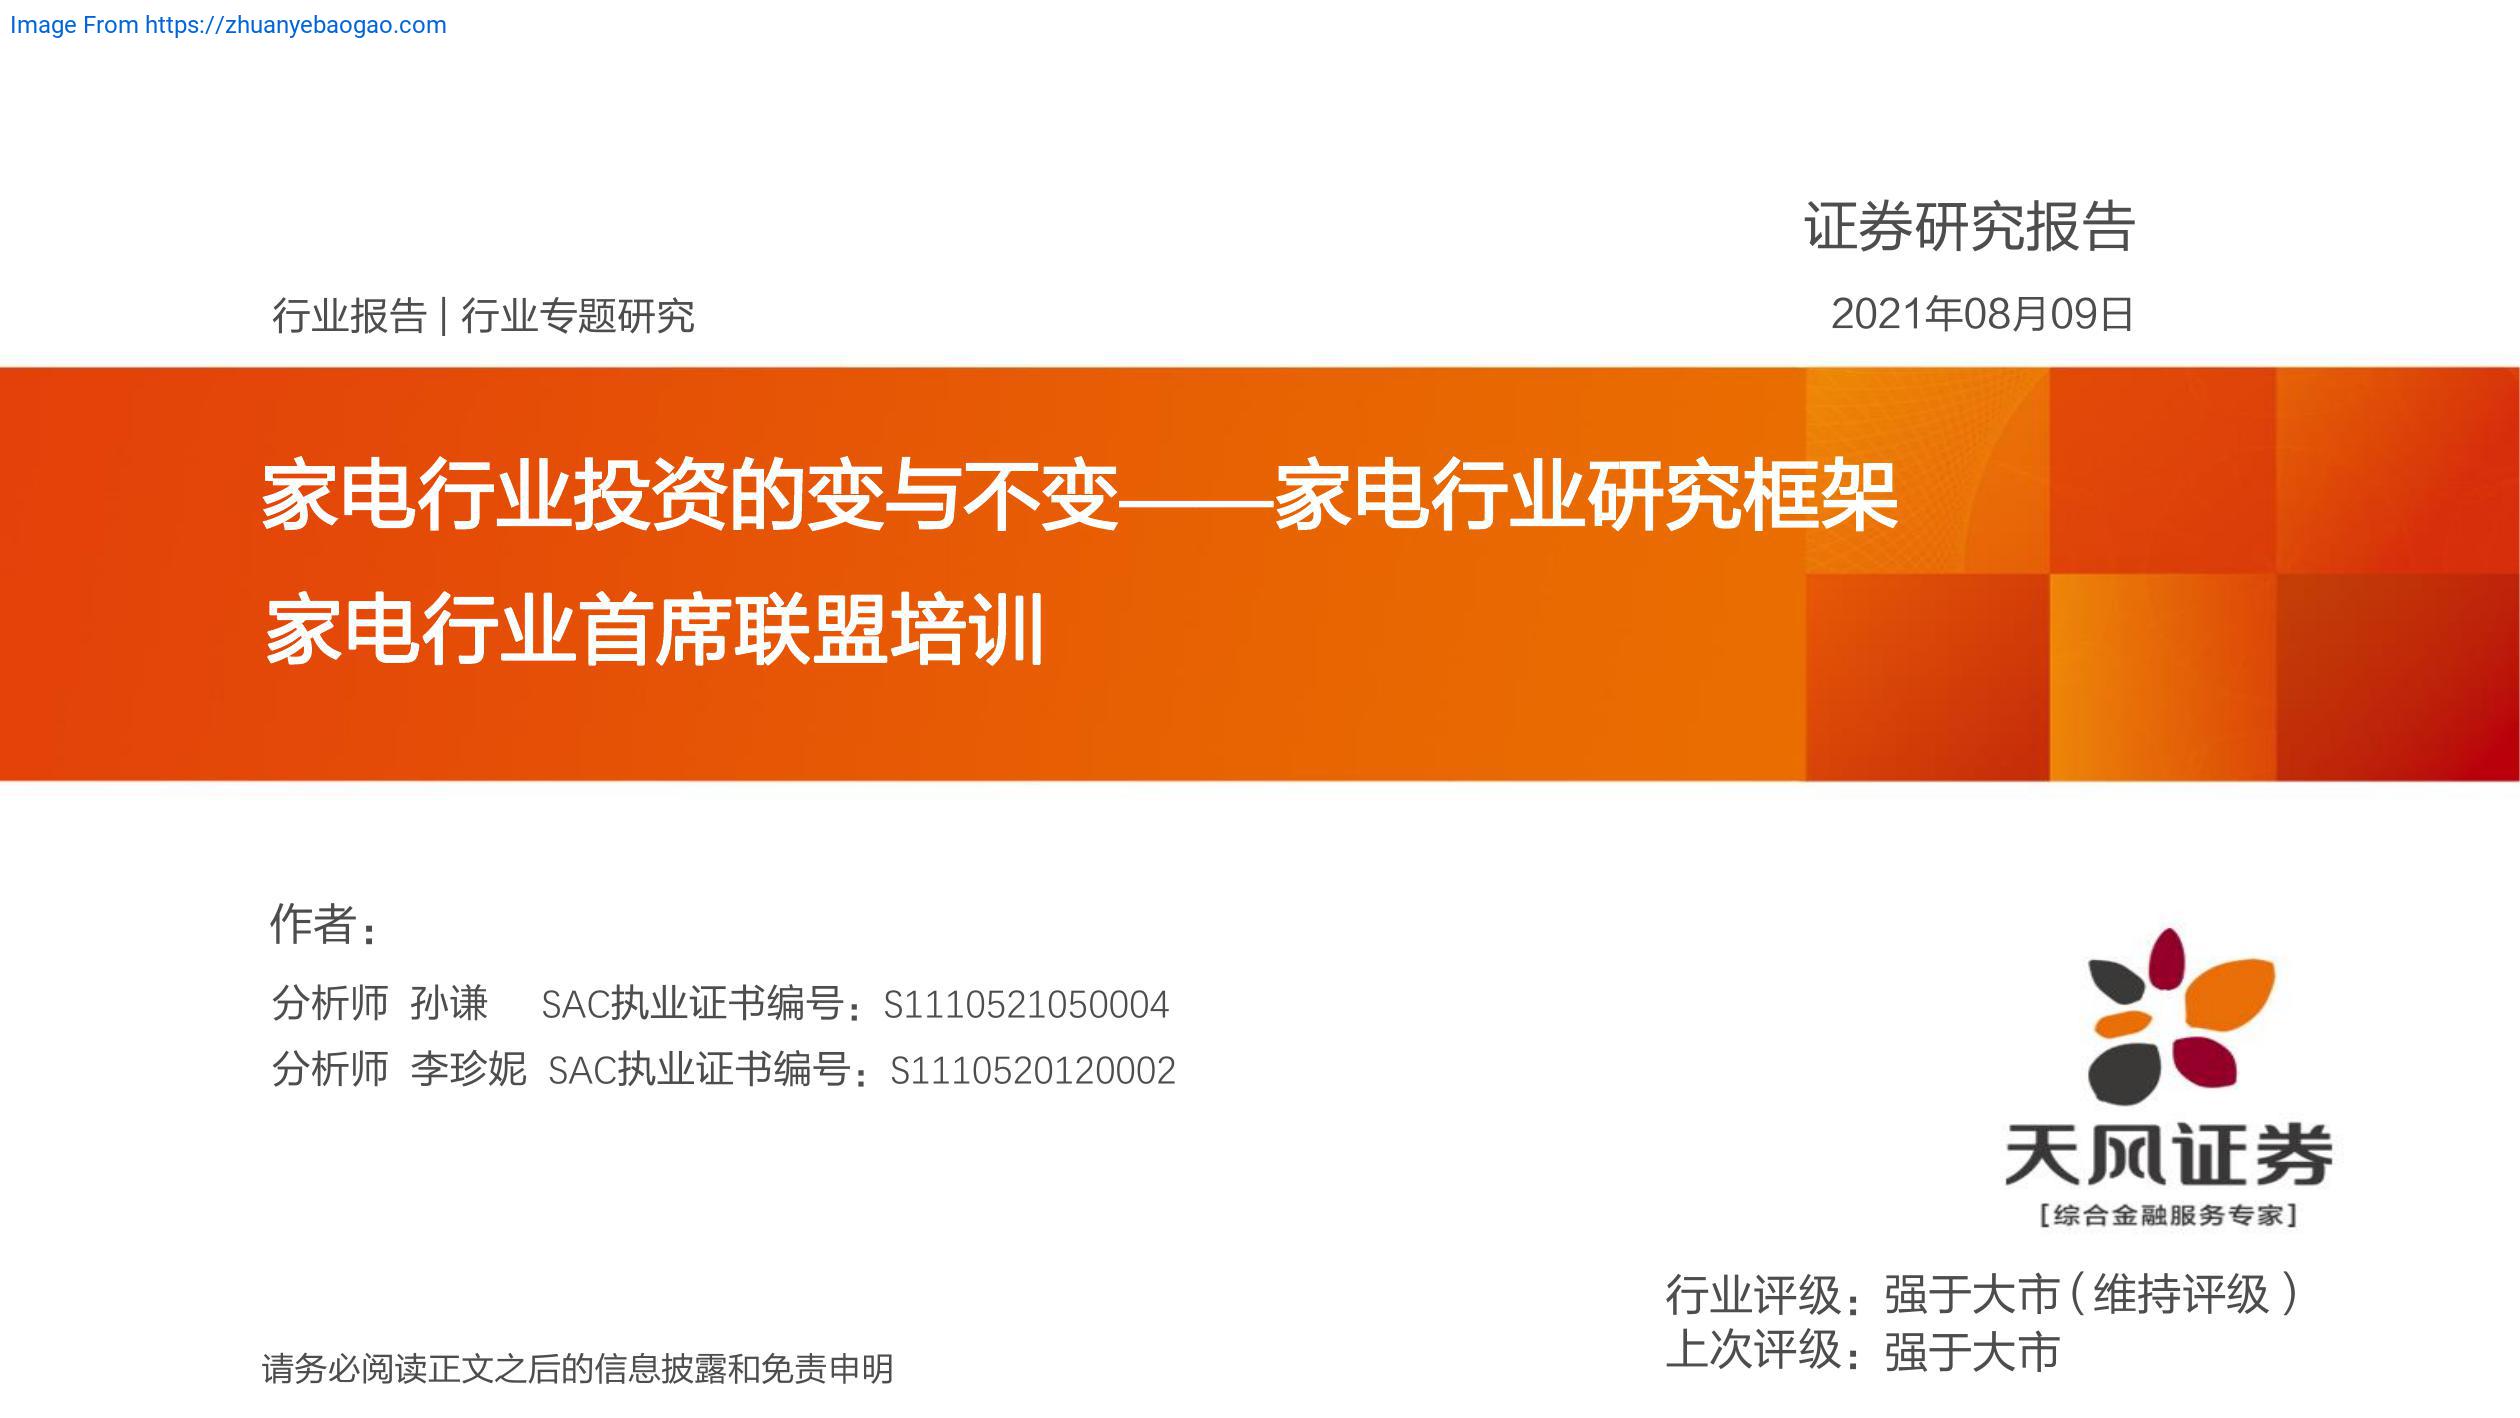 Image From https://zhuanyebaogao.com
证券研究报告
行业报告 | 行业专题研究
2021年08月09日
家电行业投资的变与不变——家电行业研究框架
家电行业首席联盟培训
作者：
分析师 孙谦 SAC执业证书编号：S1110521050004
分析师 李珍妮 SAC执业证书编号：S1110520120002
天风证券
[综合金融服务专家]
行业评级：强于大市（维持评级）
上次评级：强于大市
请务必阅读正文之后的信息披露和免责申明